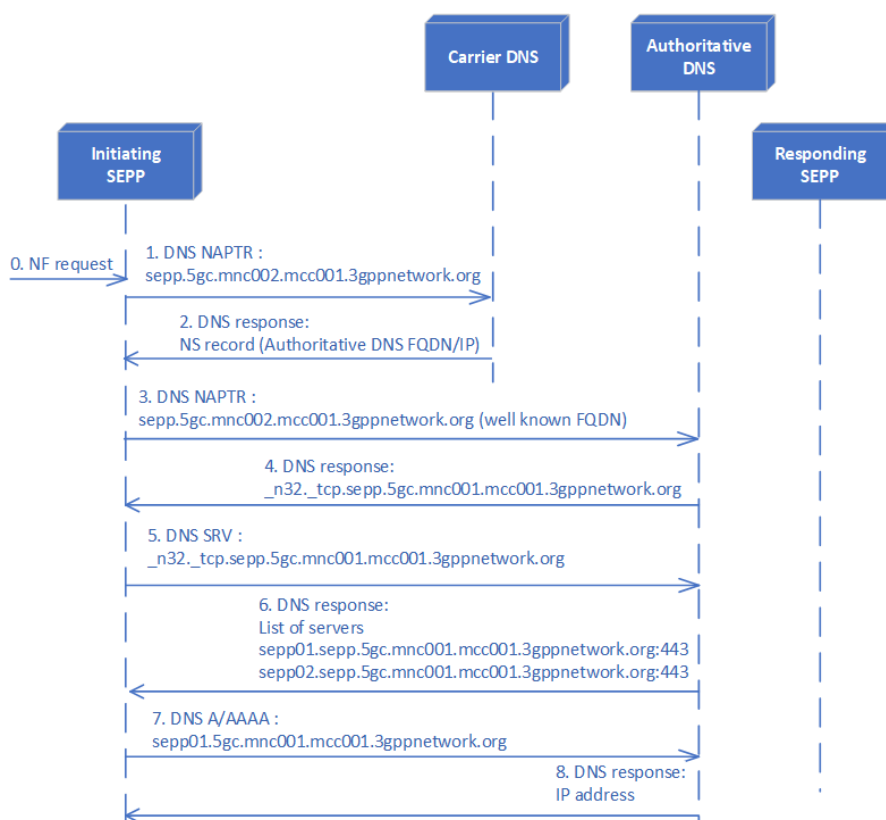 Carrier DNS
Authoritative
DNS
Initiating
SEPP
Responding
SEPP
0. NF request
1. DNS NAPTR :
sepp.5gc.mnc002.mcc001.3gppnetwork.org
2. DNS response:
NS record (Authoritative DNS FQDN/IP)
3. DNS NAPTR :
sepp.5gc.mnc002.mcc001.3gppnetwork.org (well known FQDN)
4. DNS response:
_n32._tcp.sepp.5gc.mnc001.mcc001.3gppnetwork.org
5. DNS SRV :
_n32._tcp.sepp.5gc.mnc001.mcc001.3gppnetwork.org
6. DNS response:
List of servers
sepp01.sepp.5gc.mnc001.mcc001.3gppnetwork.org:443
sepp02.sepp.5gc.mnc001.mcc001.3gppnetwork.org:443
7. DNS A/AAAA :
sepp01.5gc.mnc001.mcc001.3gppnetwork.org
8. DNS response:
IP address